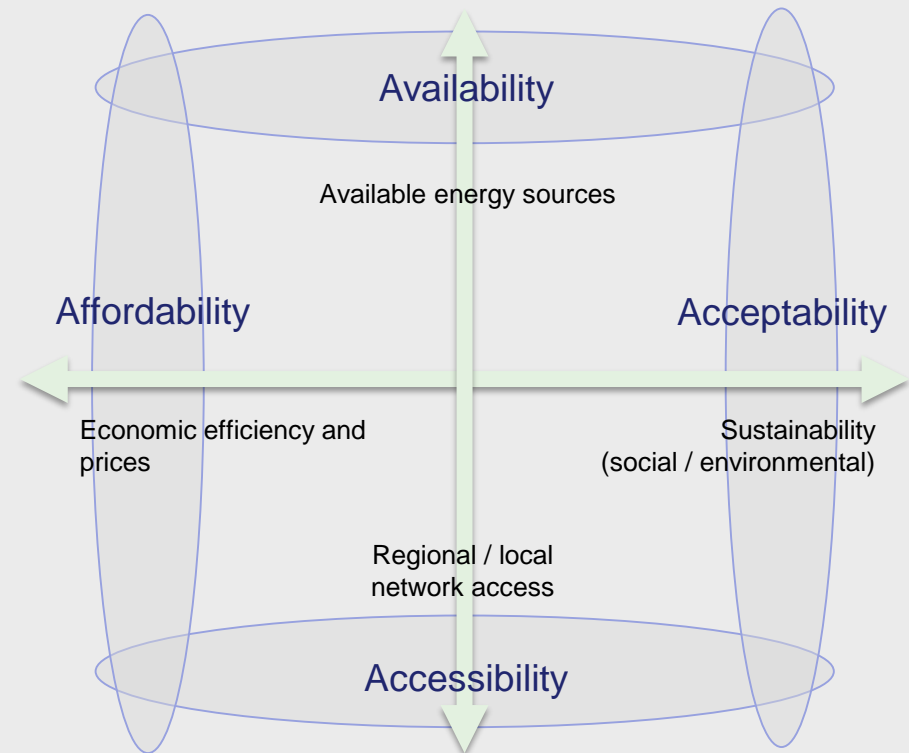 Availability
Available energy sources
Affordability
Acceptability
Economic efficiency and
prices
Sustainability
(social / environmental)
Regional / local
network access
Accessibility